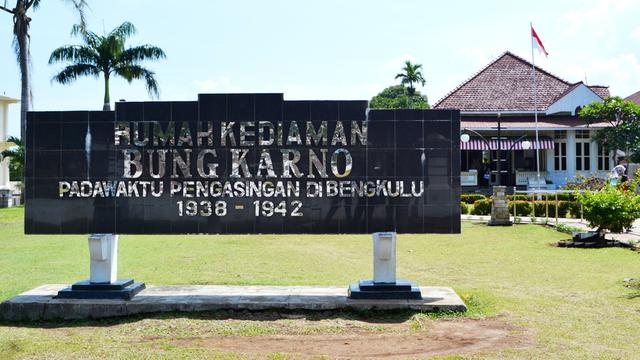 RUMAH KEDIAMAN
BUNG KARNO
PADAWAKTU PENGASINGAN DI BENGKULU
1938 - 1942